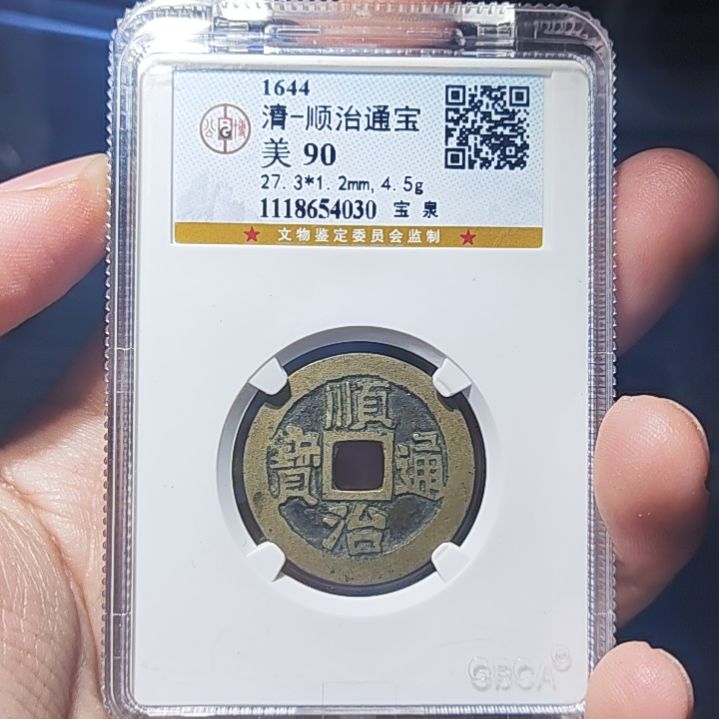 1644
清-顺治通宝
美 90
27.3*1.2mm, 4.5g
1118654030 宝 泉
★ 文物鉴定委员会监制 ★
順
寶 通
治
GBCA